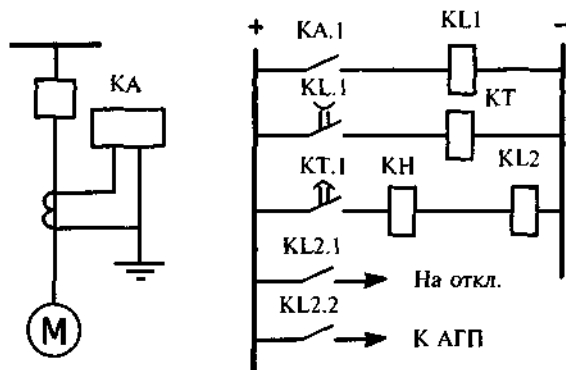 KA
M
+
–
KA.1
KL1
KL.1
KT
KT.1
KH
KL2
KL2.1
На откл.
KL2.2
К АГП